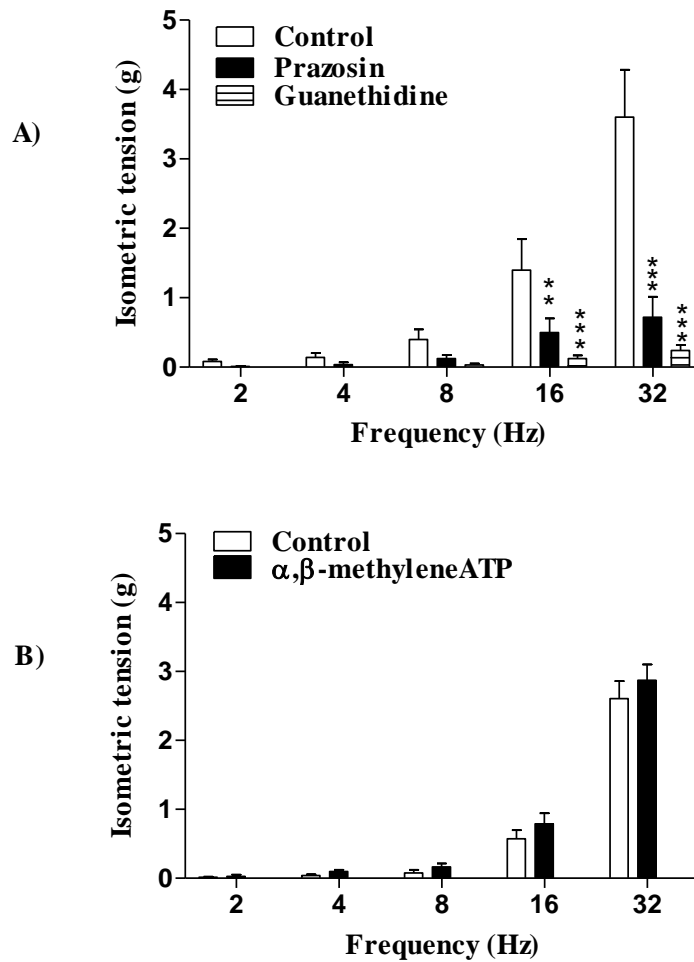 A)
Control
Prazosin
Guanethidine
Isometric tension (g)
5
4
3
2
1
0
**
***
***
***
2 4 8 16 32
Frequency (Hz)
B)
Control
α,β-methyleneATP
Isometric tension (g)
5
4
3
2
1
0
2 4 8 16 32
Frequency (Hz)